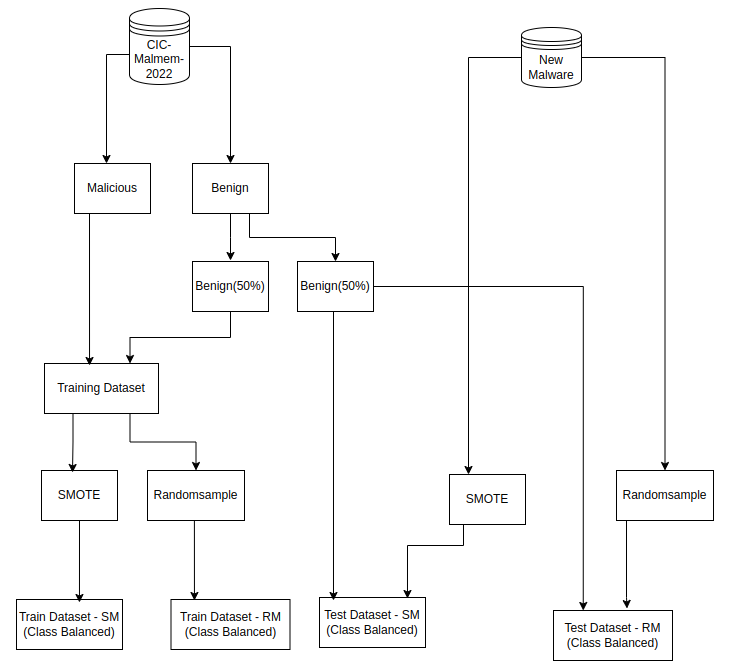 CIC-
Malmem-
2022
New
Malware
Malicious
Benign
Benign(50%)
Benign(50%)
Training Dataset
SMOTE
Randomsample
SMOTE
Randomsample
Train Dataset - SM
(Class Balanced)
Train Dataset - RM
(Class Balanced)
Test Dataset - SM
(Class Balanced)
Test Dataset - RM
(Class Balanced)